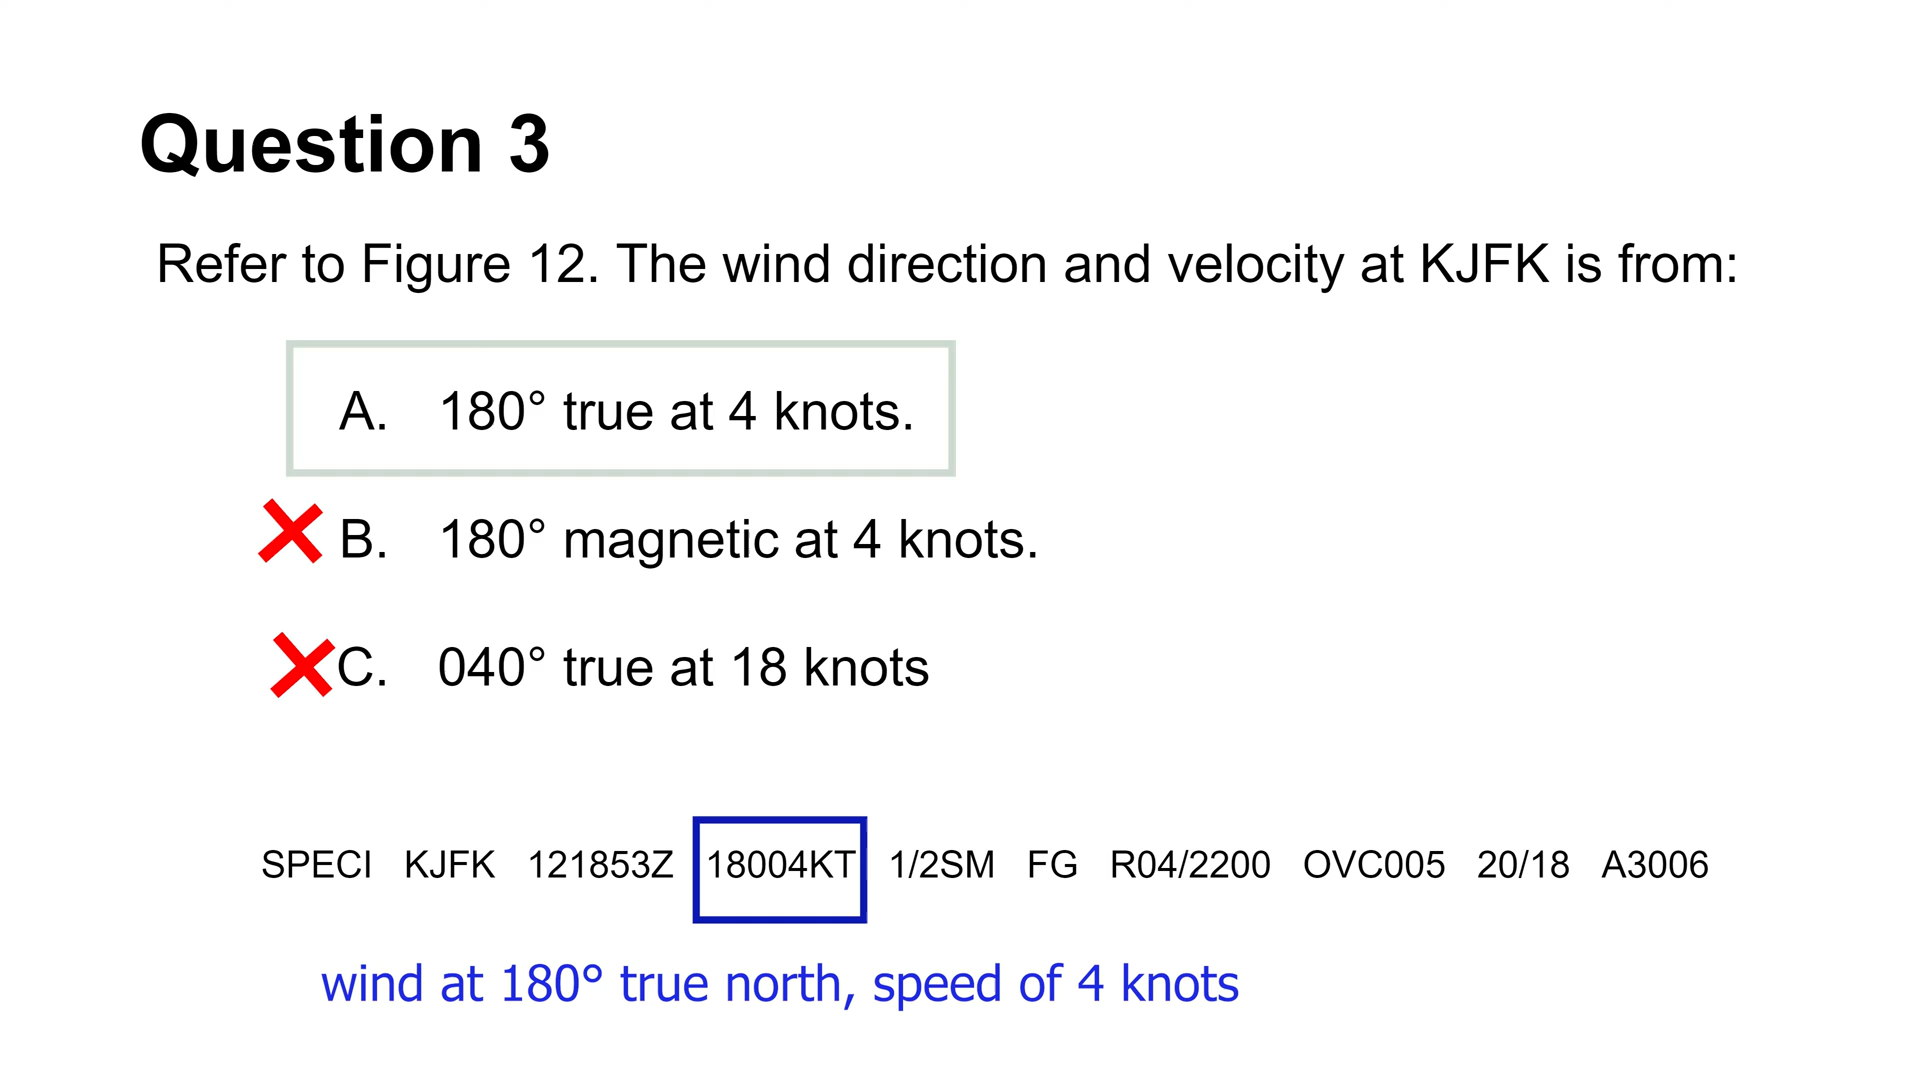 Question 3
Refer to Figure 12. The wind direction and velocity at KJFK is from:
A. 180° true at 4 knots.
B. 180° magnetic at 4 knots.
C. 040° true at 18 knots
SPECI KJFK 121853Z 18004KT 1/2SM FG R04/2200 OVC005 20/18 A3006
wind at 180° true north, speed of 4 knots